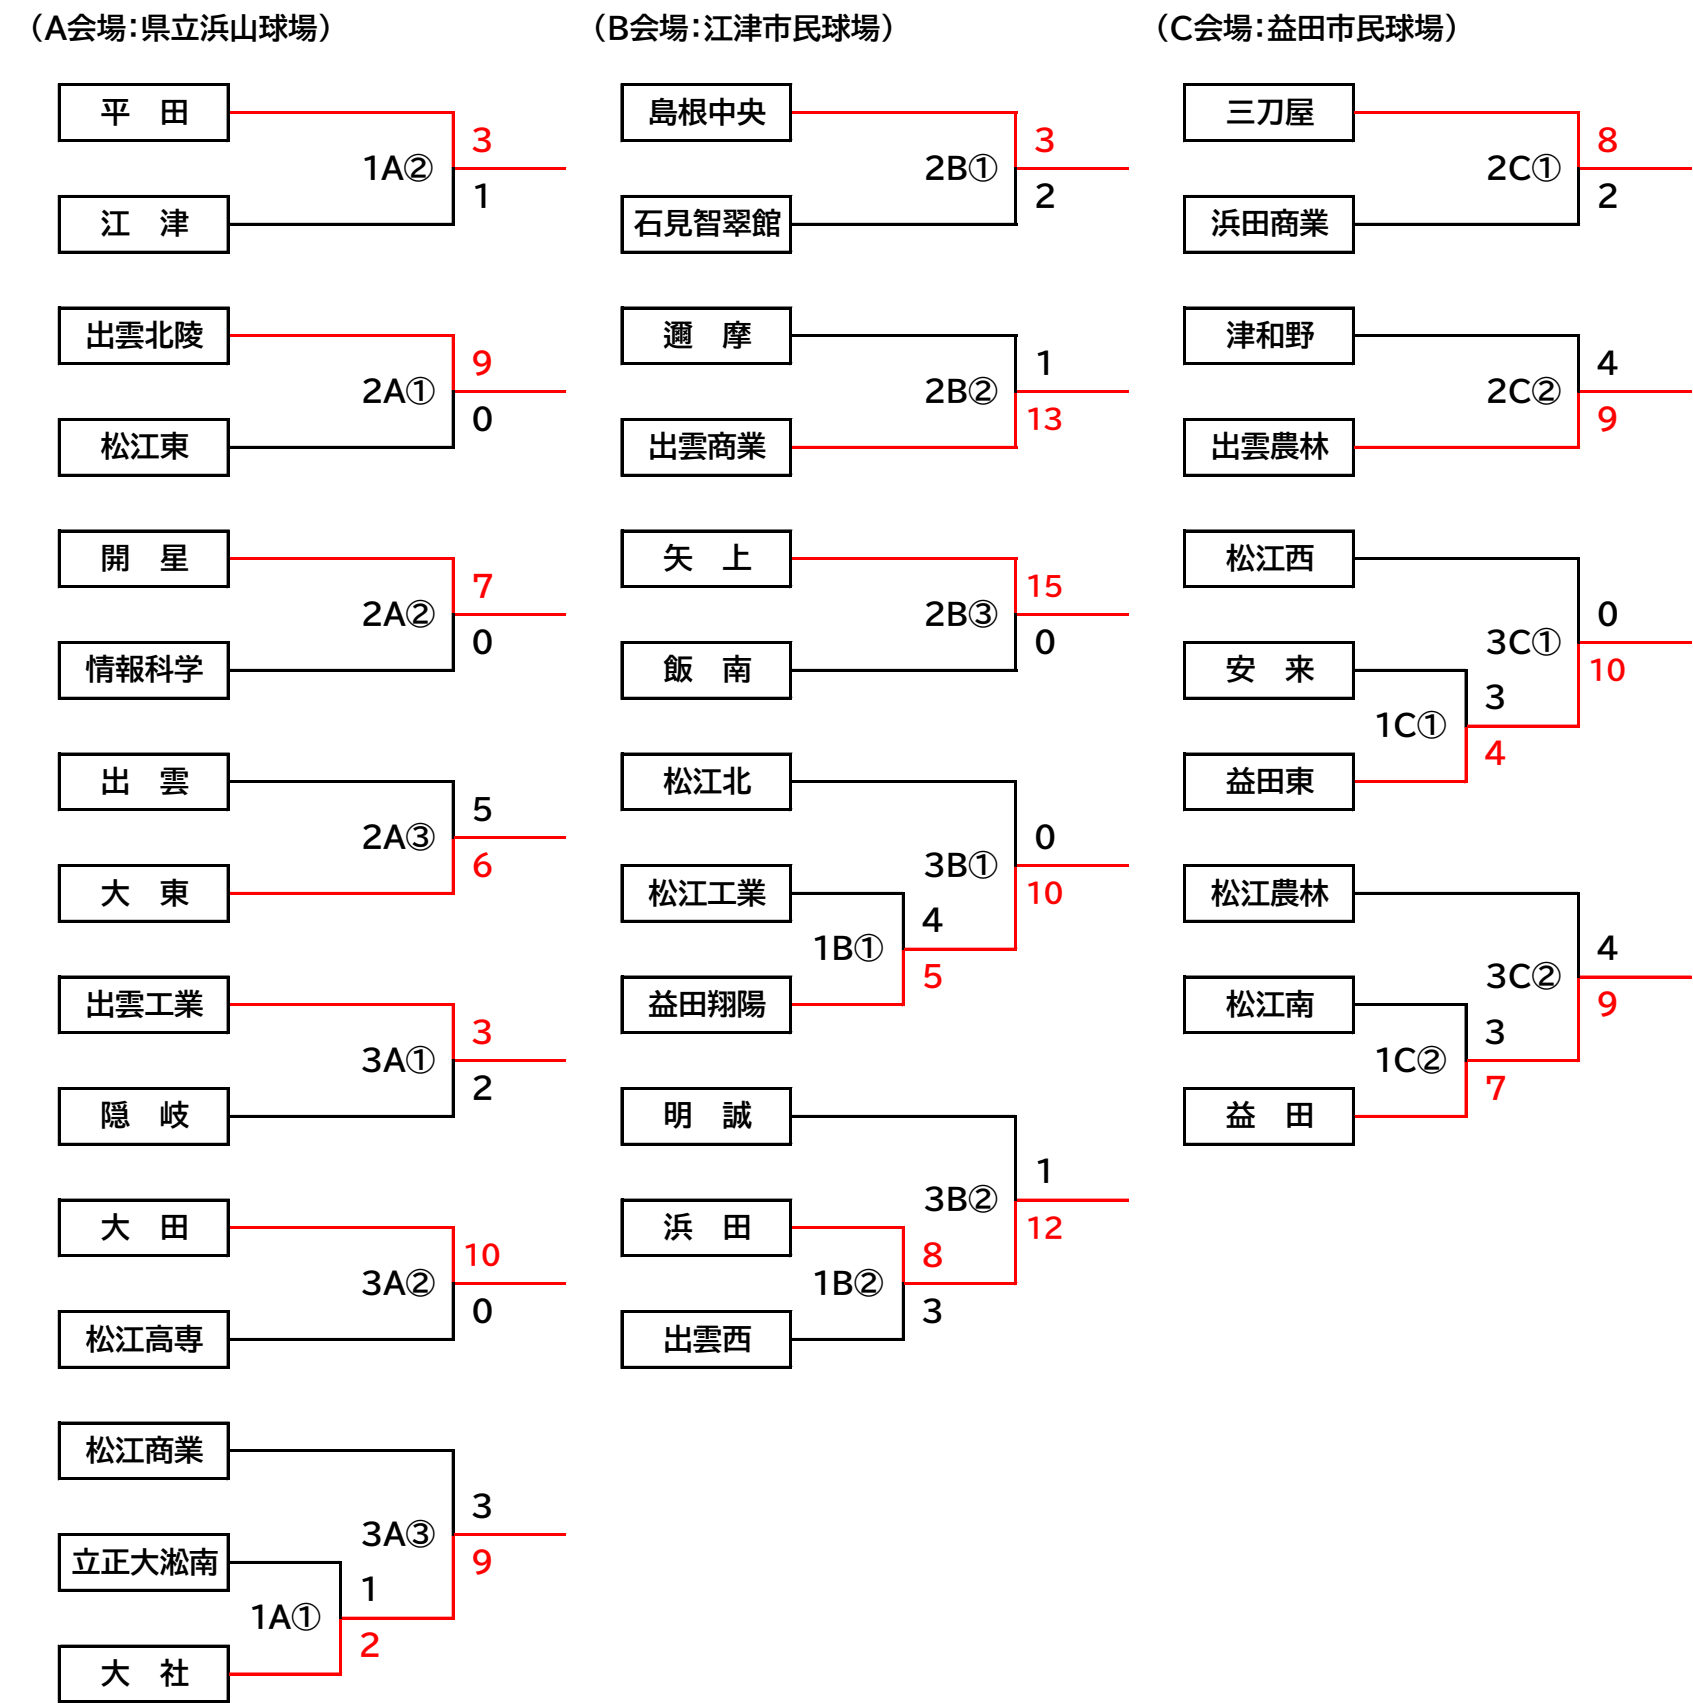 (A会場:県立浜山球場)
平　田
3
1A②
1
江　津
出雲北陵
9
2A①
0
松江東
開　星
7
2A②
0
情報科学
出　雲
5
2A③
6
大　東
出雲工業
3
3A①
2
隠　岐
大　田
10
3A②
0
松江高専
松江商業
3
3A③
9
立正大淞南
1
1A①
2
大　社
(B会場:江津市民球場)
島根中央
3
2B①
2
石見智翠館
邇　摩
1
2B②
13
出雲商業
矢　上
15
2B③
0
飯　南
松江北
0
3B①
10
松江工業
4
1B①
5
益田翔陽
明　誠
1
3B②
12
浜　田
8
1B②
3
出雲西
(C会場:益田市民球場)
三刀屋
8
2C①
2
浜田商業
津和野
4
2C②
9
出雲農林
松江西
0
3C①
10
安　来
3
1C①
4
益田東
松江農林
4
3C②
9
松江南
3
1C②
7
益　田